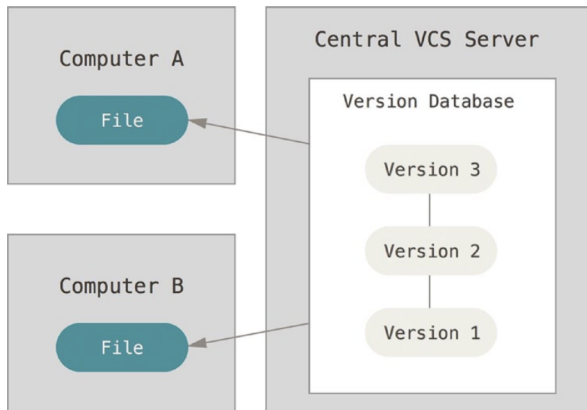 Computer A
File
Computer B
File
Central VCS Server
Version Database
Version 3
Version 2
Version 1